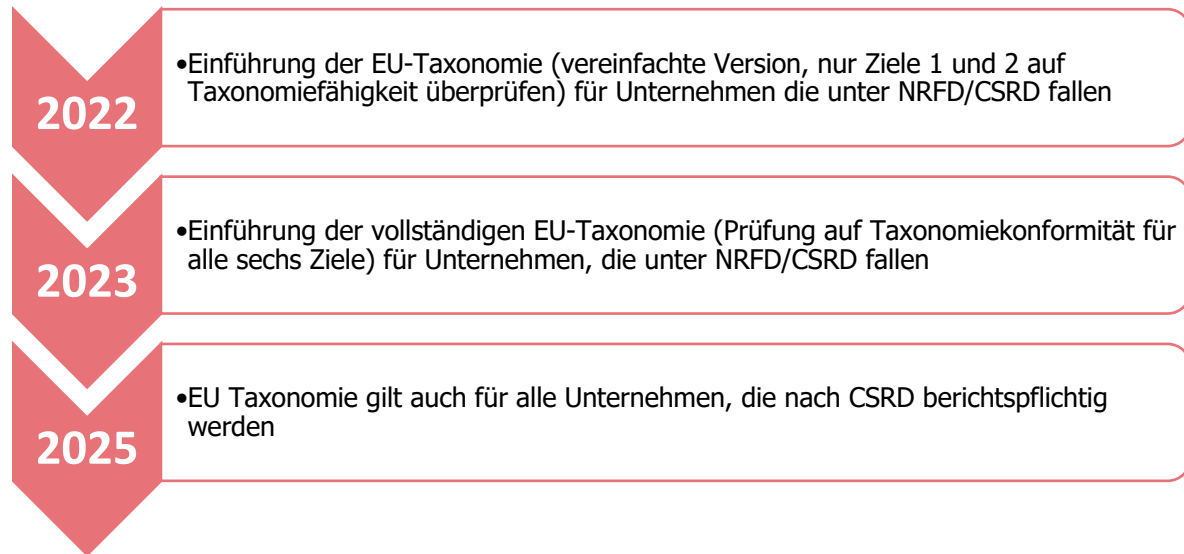 2022
•Einführung der EU-Taxonomie (vereinfachte Version, nur Ziele 1 und 2 auf
Taxonomiefähigkeit überprüfen) für Unternehmen die unter NRFD/CSRD fallen
2023
•Einführung der vollständigen EU-Taxonomie (Prüfung auf Taxonomiekonformität für
alle sechs Ziele) für Unternehmen, die unter NRFD/CSRD fallen
2025
•EU Taxonomie gilt auch für alle Unternehmen, die nach CSRD berichtspflichtig
werden